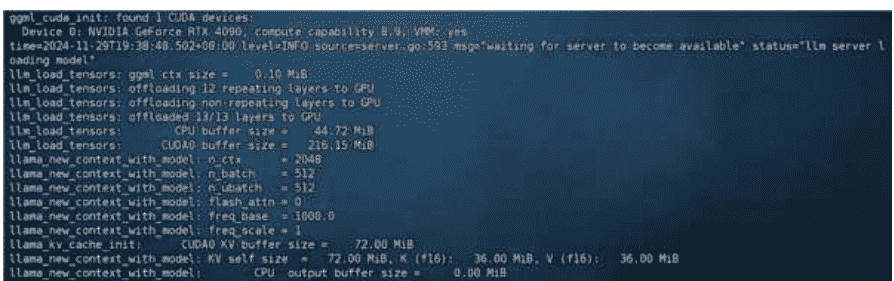 ggml_cuda_init: found 1 CUDA devices:
Device 0: NVIDIA GeForce RTX 4090, compute capability 8.9, VMM: yes
time=2024-11-29T19:38:48.502+08:00 level=INFO source=server.go:593 msg="waiting for server to become available" status="llm server l
oading model"
llm_load_tensors: ggml ctx size = 0.10 MiB
llm_load_tensors: offloading 12 repeating layers to GPU
llm_load_tensors: offloading non-repeating layers to GPU
llm_load_tensors: offloaded 13/13 layers to GPU
llm_load_tensors: CPU buffer size = 44.72 MiB
llm_load_tensors: CUDA0 buffer size = 216.15 MiB
llama_new_context_with_model: n_ctx = 2048
llama_new_context_with_model: n_batch = 512
llama_new_context_with_model: n_ubatch = 512
llama_new_context_with_model: flash_attn = 0
llama_new_context_with_model: freq_base = 1000.0
llama_new_context_with_model: freq_scale = 1
llama_kv_cache_init: CUDA0 KV buffer size = 72.00 MiB
llama_new_context_with_model: KV self size = 72.00 MiB, K (f16): 36.00 MiB, V (f16): 36.00 MiB
llama_new_context_with_model: CPU output buffer size = 0.00 MiB